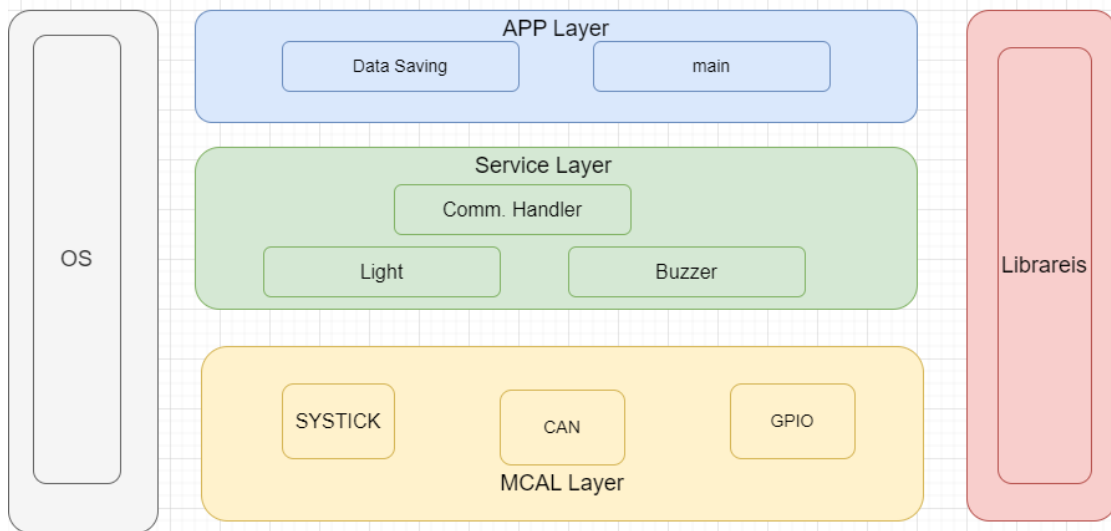 APP Layer
Data Saving
main
Service Layer
Comm. Handler
OS
Light
Buzzer
Librareis
SYSTICK
CAN
GPIO
MCAL Layer